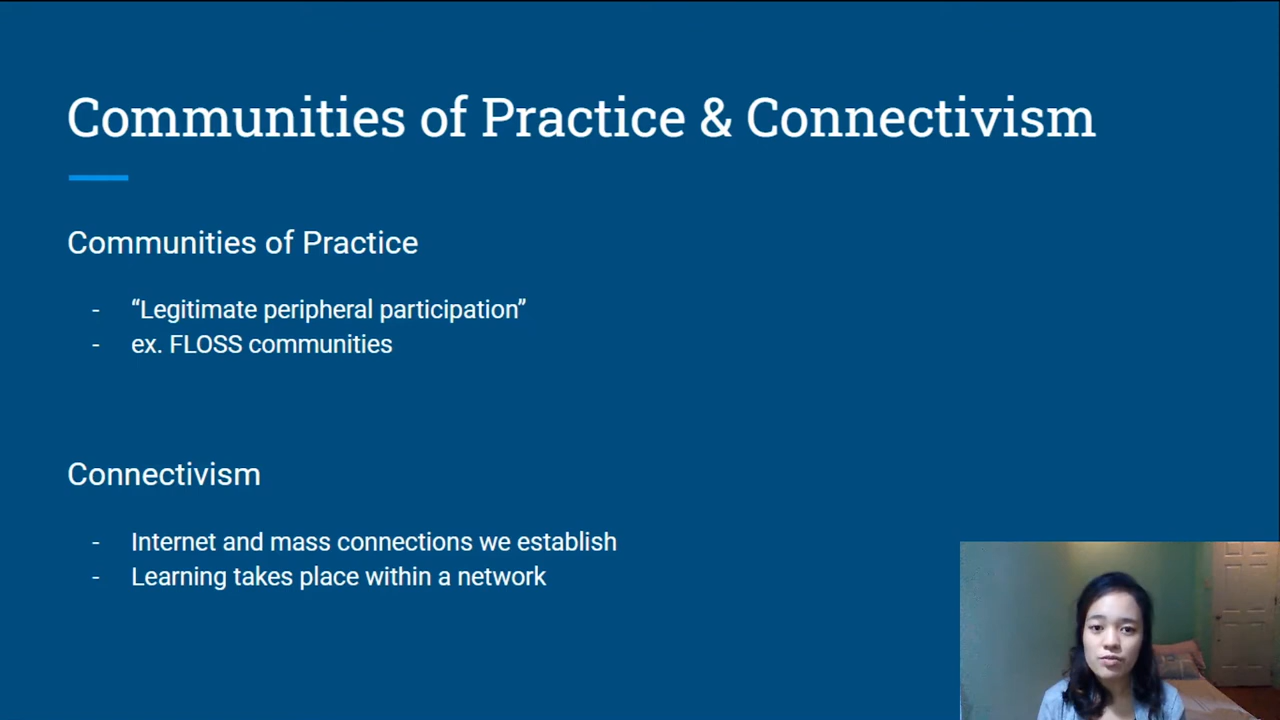 Communities of Practice & Connectivism
Communities of Practice
- “Legitimate peripheral participation”
- ex. FLOSS communities
Connectivism
- Internet and mass connections we establish
- Learning takes place within a network